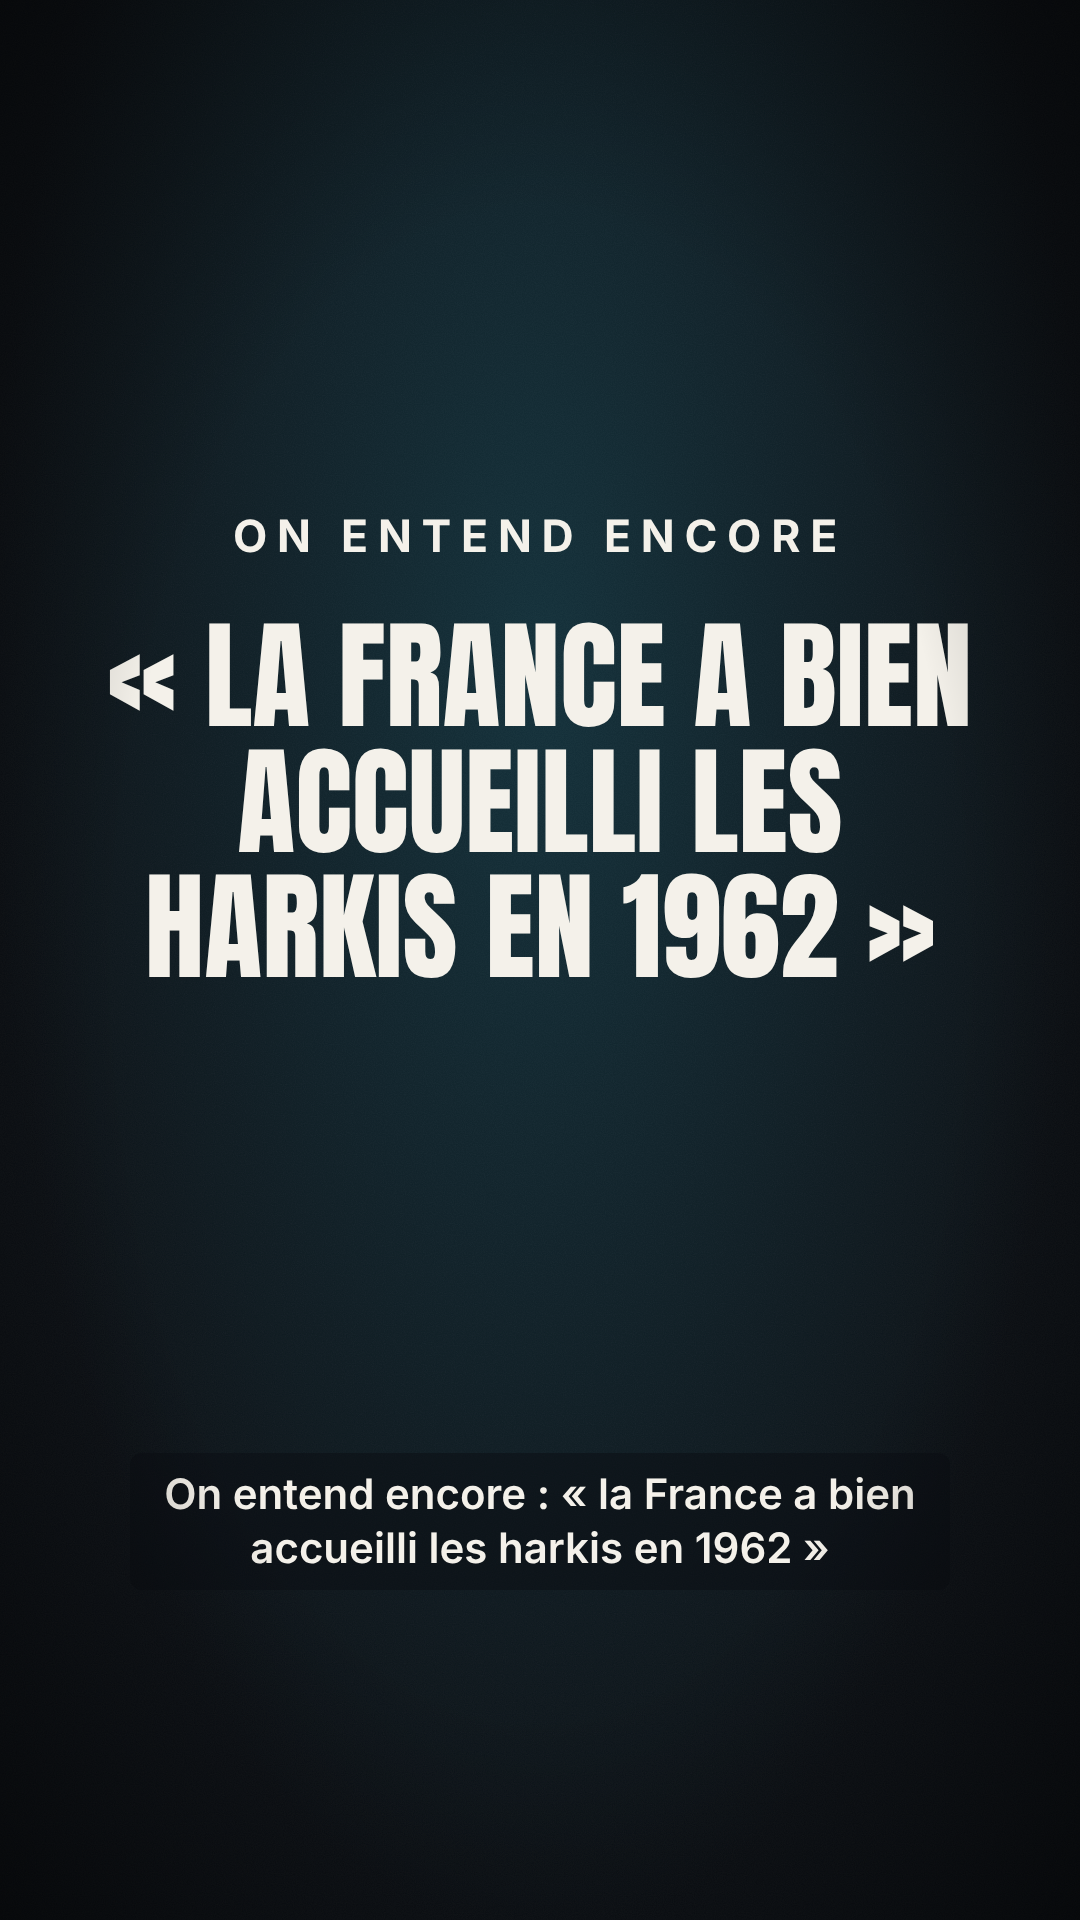 ON ENTEND ENCORE
« LA FRANCE A BIEN
ACCUEILLI LES
HARKIS EN 1962 »
On entend encore : « la France a bien
accueilli les harkis en 1962 »